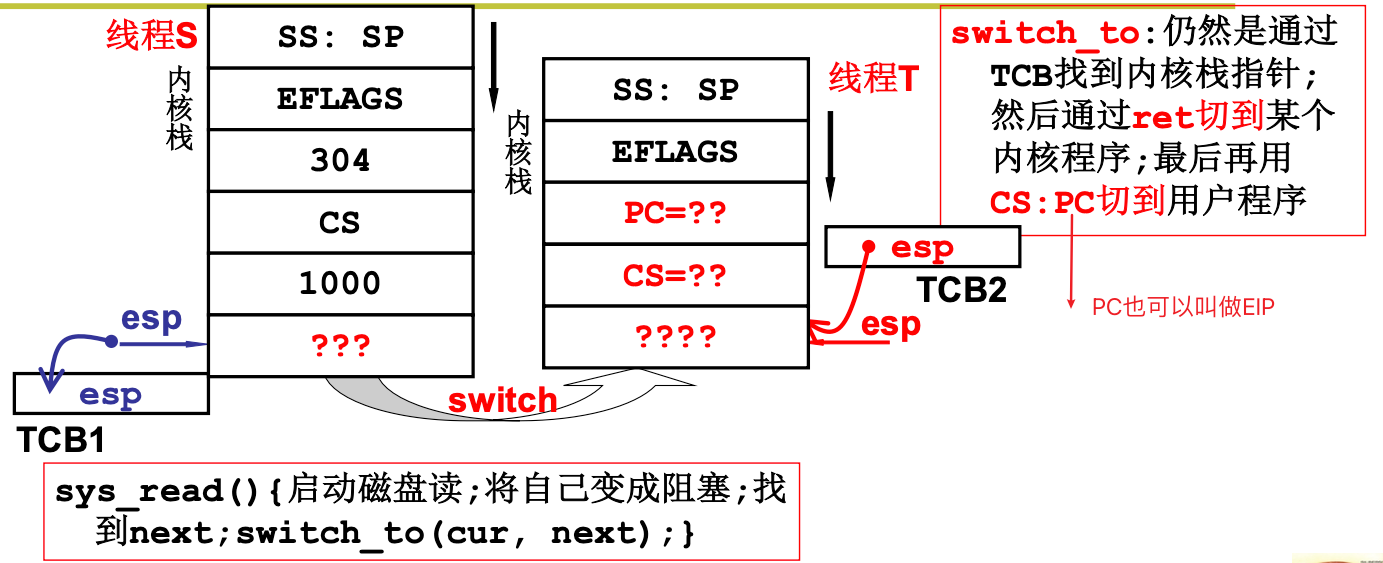 线程S
内核栈
SS: SP
EFLAGS
304
CS
1000
???
esp
esp
TCB1
switch
内核栈
SS: SP
EFLAGS
PC=??
CS=??
????
线程T
esp
TCB2
esp
switch_to:仍然是通过
TCB找到内核栈指针;
然后通过ret切到某个
内核程序;最后再用
CS:PC切到用户程序
PC也可以叫做EIP
sys_read(){启动磁盘读;将自己变成阻塞;找
到next;switch_to(cur, next);}